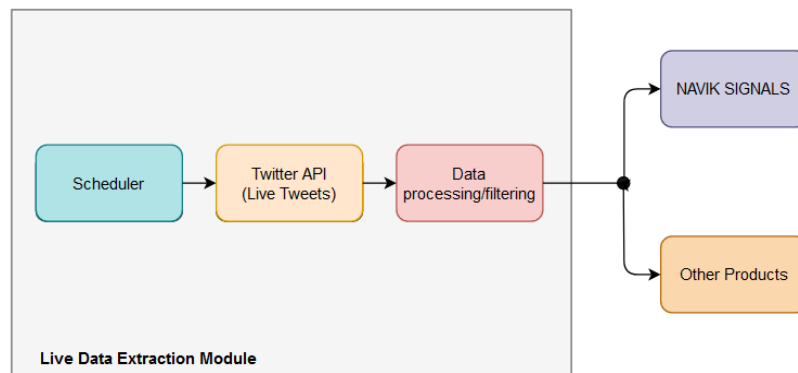 NAVIK SIGNALS
Scheduler
Twitter API
(Live Tweets)
Data
processing/filtering
Other Products
Live Data Extraction Module